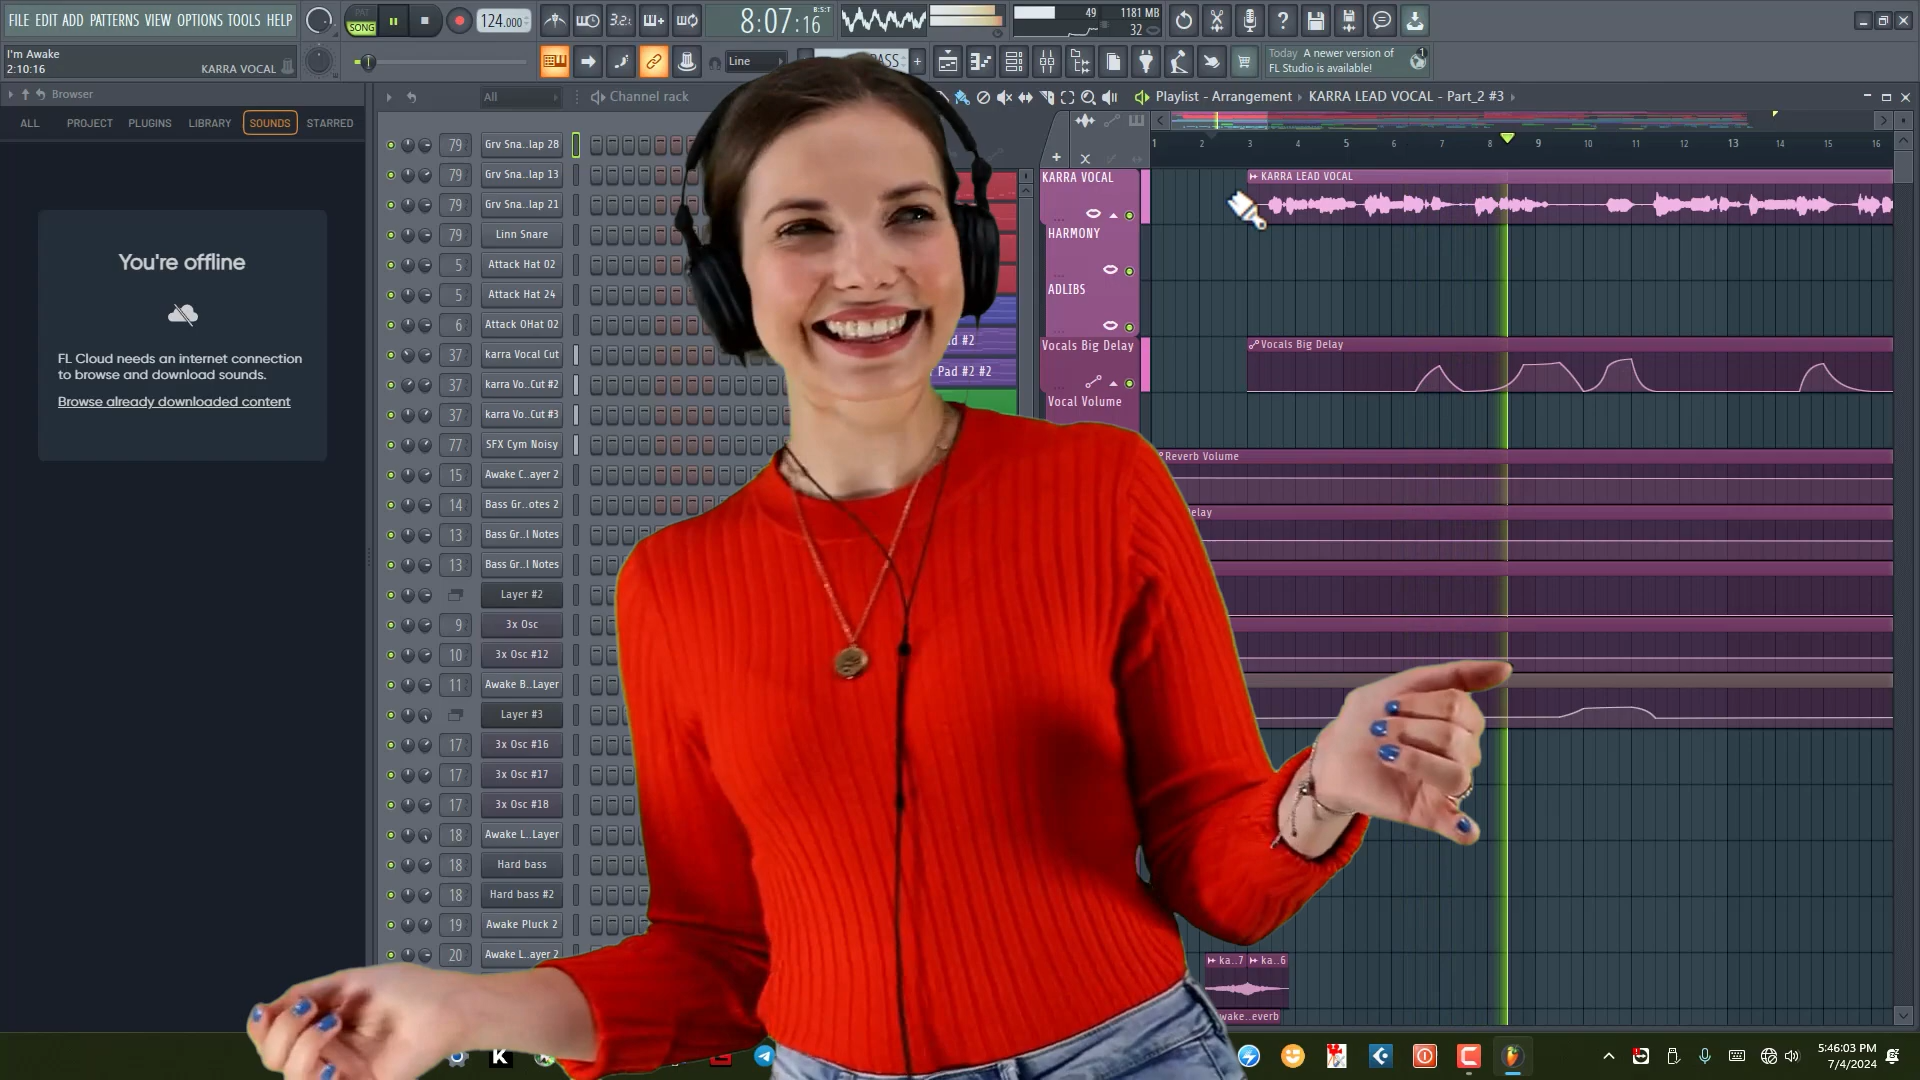 FILE EDIT ADD PATTERNS VIEW OPTIONS TOOLS HELP
PAT
SONG
124.000
3.2.
8:07:16
B:S:T
49
1181 MB
32
I'm Awake
2:10:16
KARRA VOCAL
Line
BASS
Today A newer version of
FL Studio is available!
1
Browser
All
Channel rack
Playlist - Arrangement
KARRA LEAD VOCAL - Part_2 #3
ALL
PROJECT
PLUGINS
LIBRARY
SOUNDS
STARRED
You're offline
FL Cloud needs an internet connection
to browse and download sounds.
Browse already downloaded content
79 Grv Sna..lap 28
79 Grv Sna..lap 13
79 Grv Sna..lap 21
79 Linn Snare
5 Attack Hat 02
5 Attack Hat 24
6 Attack OHat 02
37 karra Vocal Cut
37 karra Vo..Cut #2
37 karra Vo..Cut #3
77 SFX Cym Noisy
15 Awake C..ayer 2
14 Bass Gr..otes 2
13 Bass Gr..l Notes
13 Bass Gr..l Notes
Layer #2
9 3x Osc
10 3x Osc #12
11 Awake B..Layer
Layer #3
17 3x Osc #16
17 3x Osc #17
17 3x Osc #18
18 Awake L..Layer
18 Hard bass
18 Hard bass #2
19 Awake Pluck 2
20 Awake L..ayer 2
d #2
Pad #2 #2
1 2 3 4 5 6 7 8 9 10 11 12 13 14 15 16
KARRA VOCAL
KARRA LEAD VOCAL
HARMONY
ADLIBS
Vocals Big Delay
Vocals Big Delay
Vocal Volume
Reverb Volume
elay
ka..7
ka..6
wake..everb
K
5:46:03 PM
7/4/2024